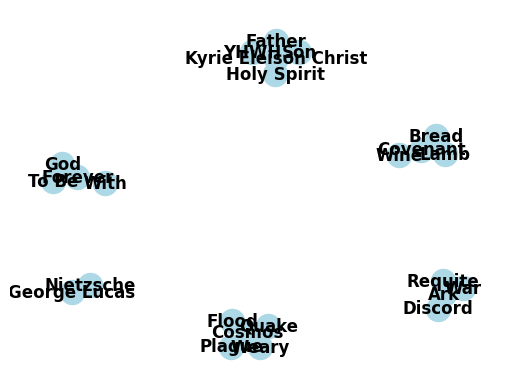 Father
YHWH Son
Kyrie Eleison Christ
Holy Spirit
Bread
Covenant
Wine Lamb
God
Forever
To Be With
Nietzsche
George Lucas
Requite
War
Ark
Discord
Flood
Quake
Cosmos
Plague Weary